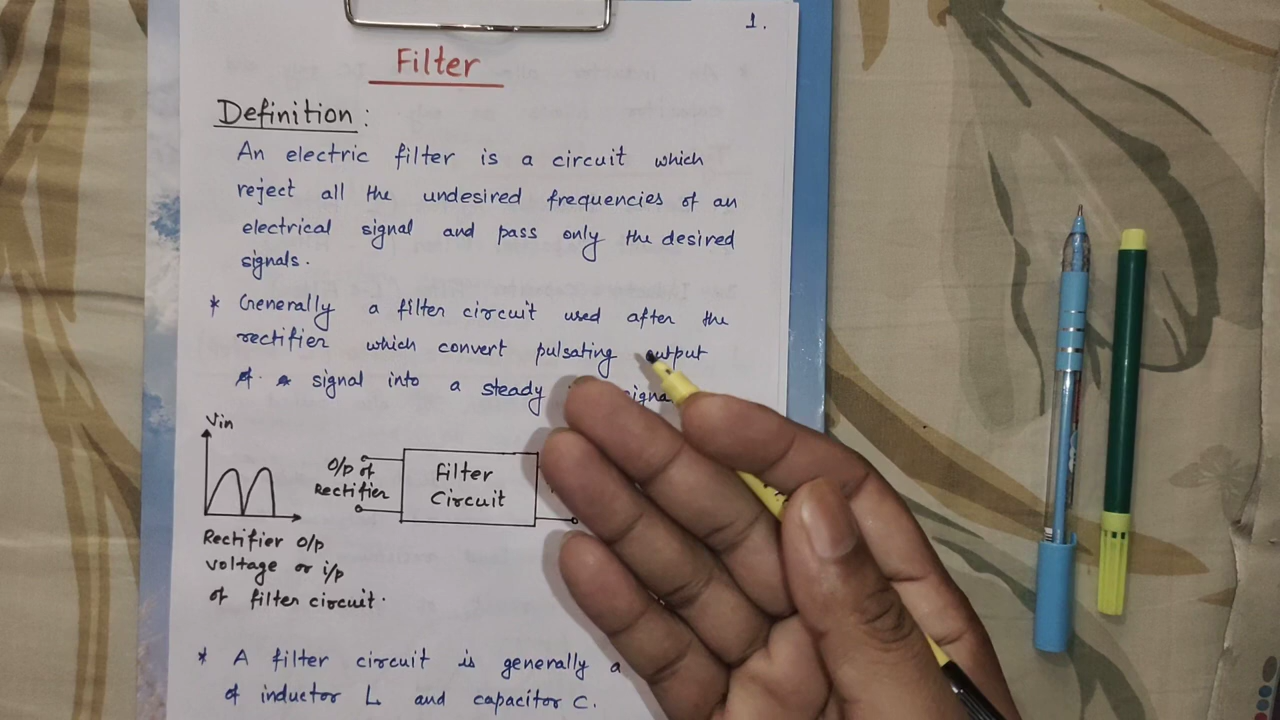 1.
Filter
Definition :
An electric filter is a circuit which
reject all the undesired frequencies of an
electrical signal and pass only the desired
signals.
* Generally a filter circuit used after the
rectifier which convert pulsating output
signal into a steady signal
Vin
O/p of
Rectifier
Filter
Circuit
Rectifier O/p
voltage or i/p
of filter circuit.
* A filter circuit is generally a
of inductor L and capacitor C.